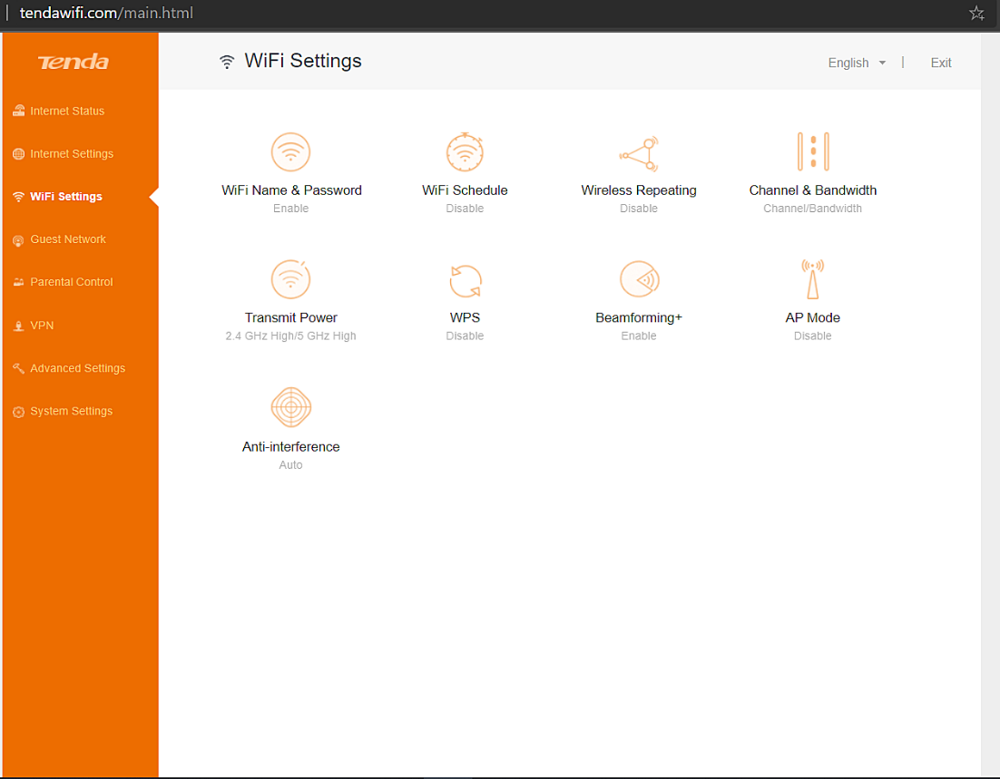 tendawifi.com/main.html
Tenda
WiFi Settings
English
|
Exit
Internet Status
Internet Settings
WiFi Settings
Guest Network
Parental Control
VPN
Advanced Settings
System Settings
WiFi Name & Password
Enable
WiFi Schedule
Disable
Wireless Repeating
Disable
Channel & Bandwidth
Channel/Bandwidth
Transmit Power
2.4 GHz High/5 GHz High
WPS
Disable
Beamforming+
Enable
AP Mode
Disable
Anti-interference
Auto